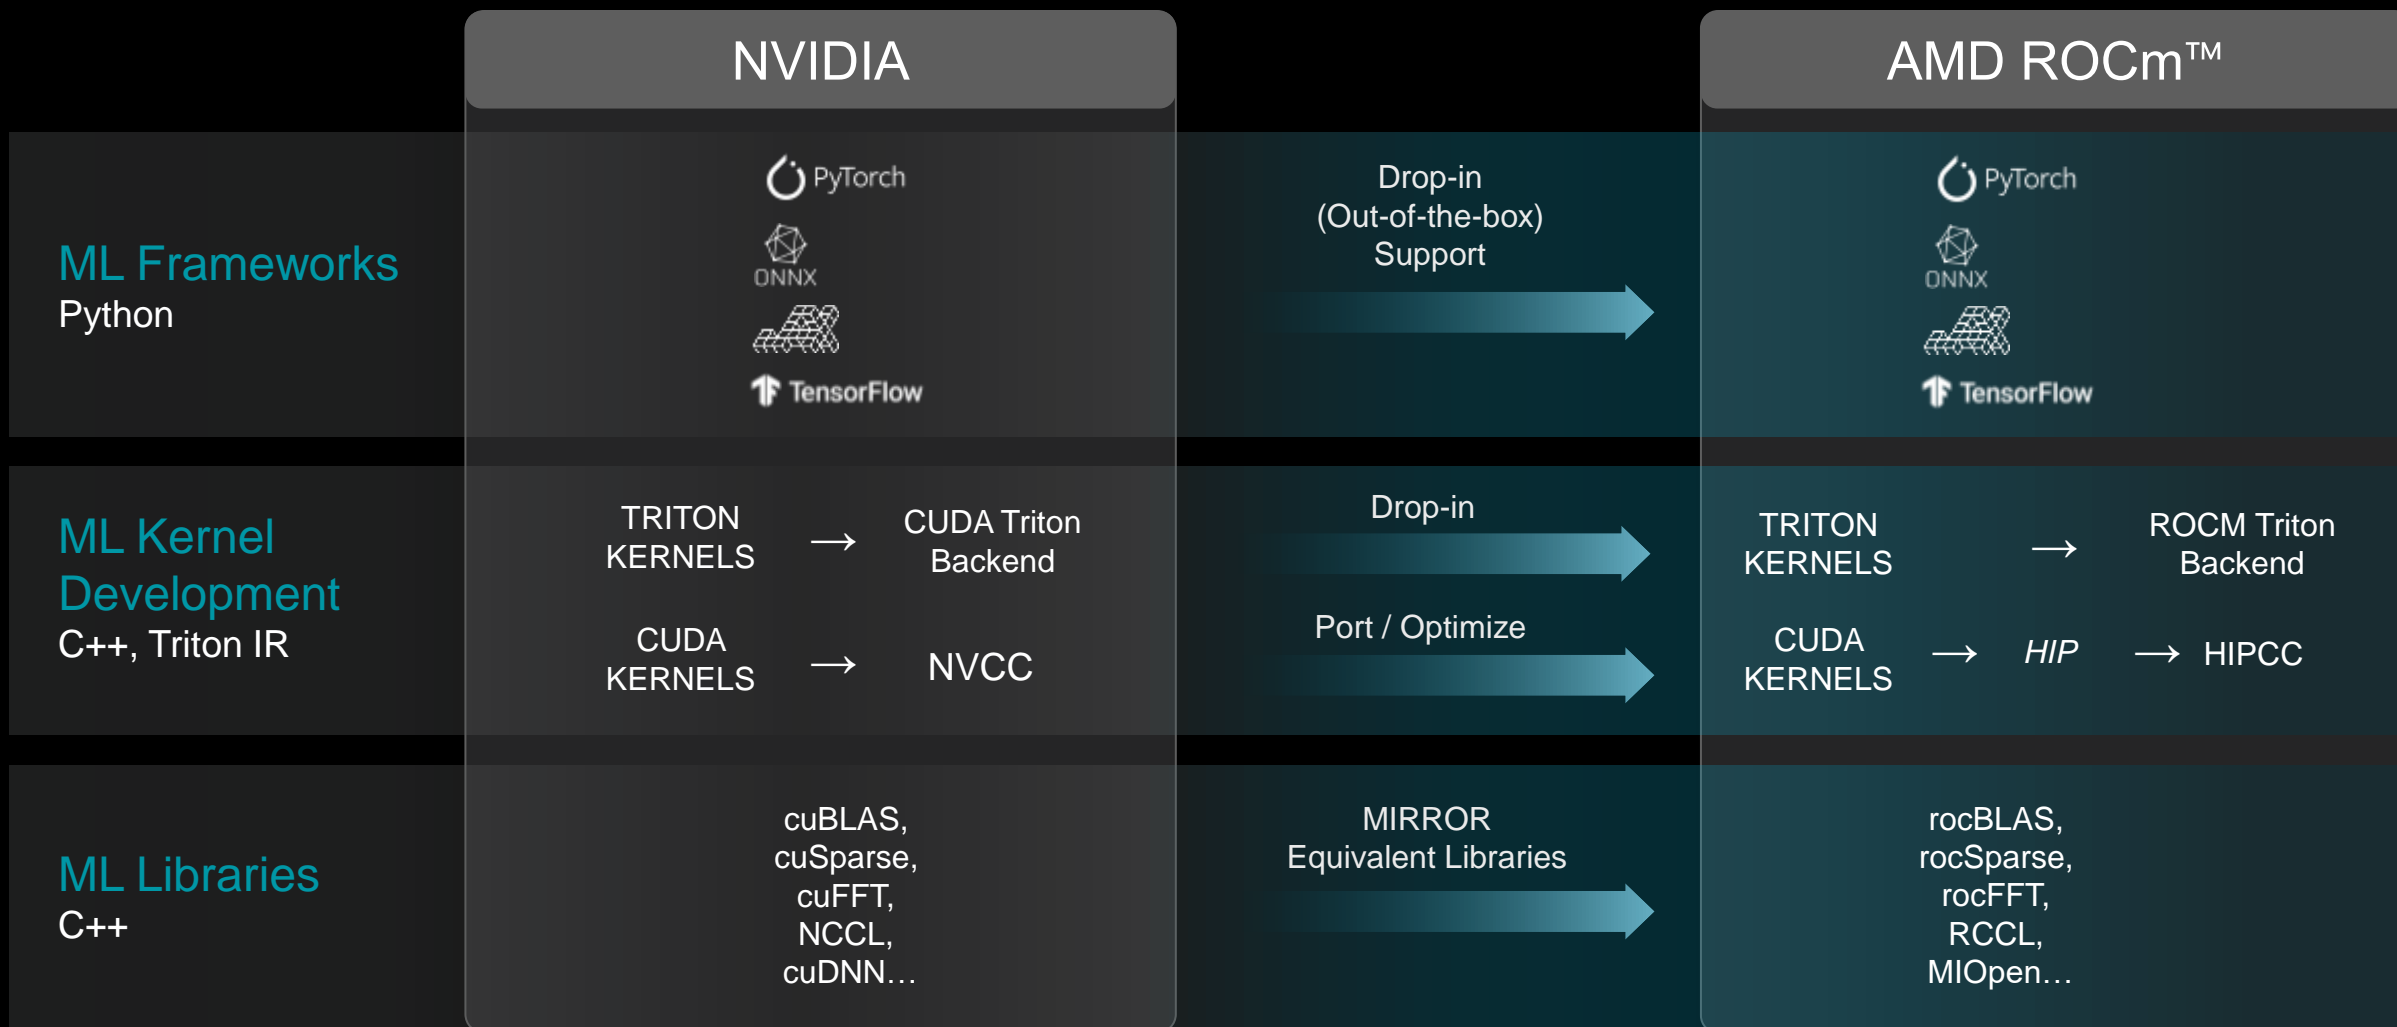 NVIDIA
AMD ROCm™
ML Frameworks
Python
PyTorch
ONNX
TensorFlow
Drop-in
(Out-of-the-box)
Support
PyTorch
ONNX
TensorFlow
ML Kernel
Development
C++, Triton IR
TRITON
KERNELS
→
CUDA Triton
Backend
CUDA
KERNELS
→
NVCC
Drop-in
Port / Optimize
TRITON
KERNELS
→
ROCM Triton
Backend
CUDA
KERNELS
→
HIP
→
HIPCC
ML Libraries
C++
cuBLAS,
cuSparse,
cuFFT,
NCCL,
cuDNN…
MIRROR
Equivalent Libraries
rocBLAS,
rocSparse,
rocFFT,
RCCL,
MIOpen…